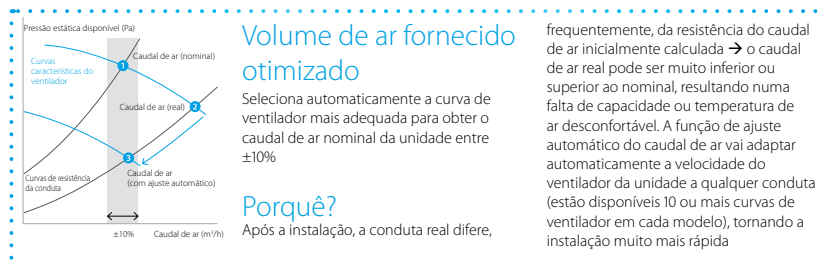 Pressão estática disponível (Pa)
Curvas
características do
ventilador
Caudal de ar (nominal)
1
Caudal de ar (real)
2
3
Curvas de resistência
da conduta
Caudal de ar
(com ajuste automático)
±10%
Caudal de ar (m³/h)
Volume de ar fornecido
otimizado
Seleciona automaticamente a curva de
ventilador mais adequada para obter o
caudal de ar nominal da unidade entre
±10%
Porquê?
Após a instalação, a conduta real difere,
frequentemente, da resistência do caudal
de ar inicialmente calculada → o caudal
de ar real pode ser muito inferior ou
superior ao nominal, resultando numa
falta de capacidade ou temperatura de
ar desconfortável. A função de ajuste
automático do caudal de ar vai adaptar
automaticamente a velocidade do
ventilador da unidade a qualquer conduta
(estão disponíveis 10 ou mais curvas de
ventilador em cada modelo), tornando a
instalação muito mais rápida